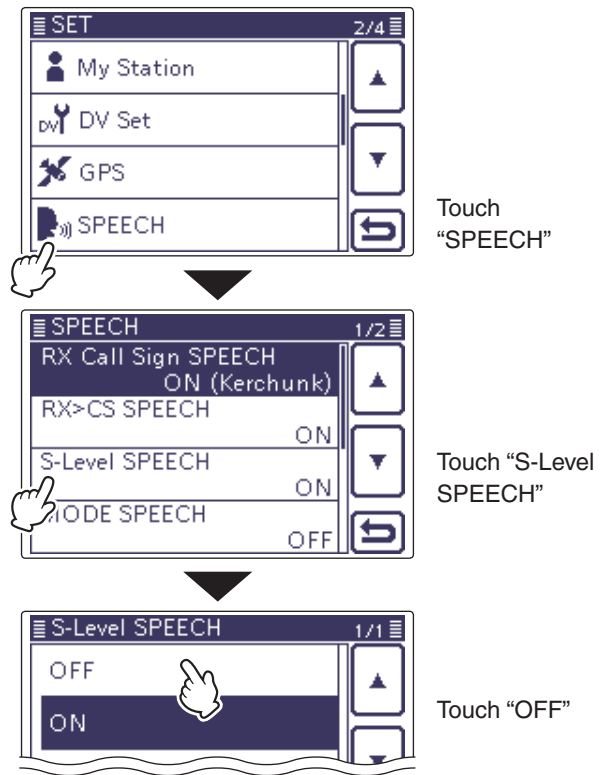 SET 2/4
My Station
DV DV Set
GPS
SPEECH
Touch
“SPEECH”
SPEECH 1/2
RX Call Sign SPEECH
ON (Kerchunk)
RX>CS SPEECH
ON
S-Level SPEECH
ON
MODE SPEECH
OFF
Touch “S-Level
SPEECH”
S-Level SPEECH 1/1
OFF
ON
Touch “OFF”